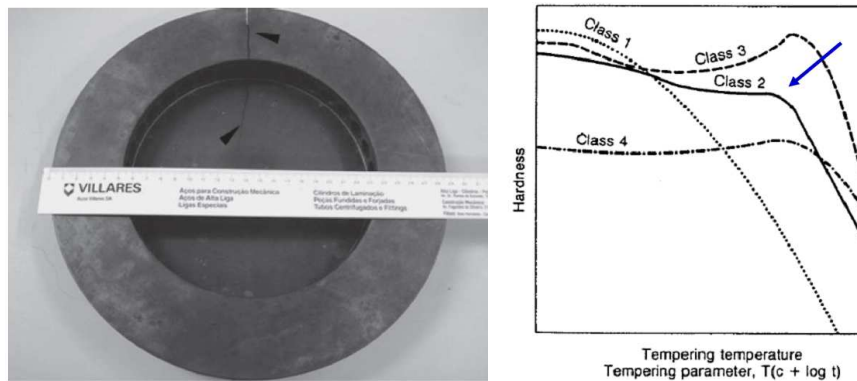 VILLARES
Aços Villares SA
Aços para Construção Mecânica
Aços de Alta Liga
Ligas Especiais
Cilindros de Laminação
Peças Fundidas e Forjadas
Tubos Centrifugados e Fittings
Class 1
Class 3
Class 2
Class 4
Hardness
Tempering temperature
Tempering parameter, T(c + log t)